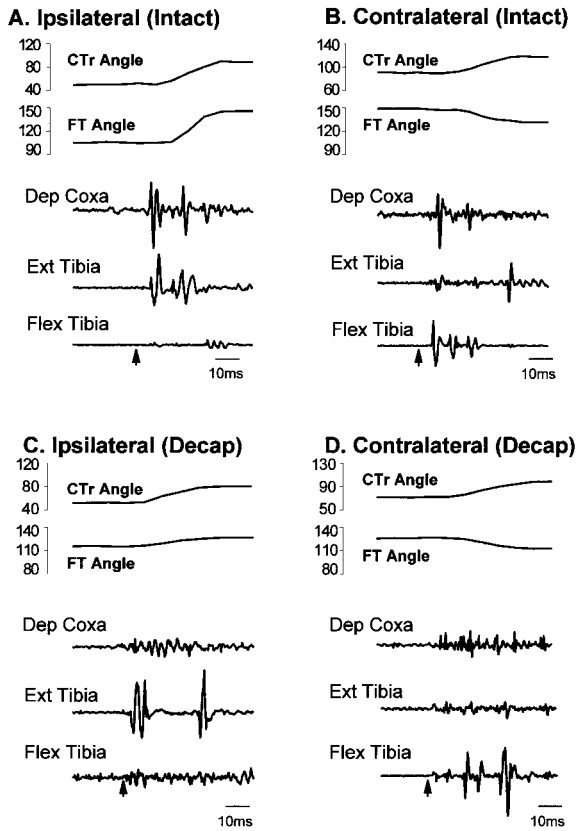 A. Ipsilateral (Intact)
120
80
40
CTr Angle
150
120
90
FT Angle
Dep Coxa
Ext Tibia
Flex Tibia
10ms
B. Contralateral (Intact)
140
100
60
CTr Angle
150
120
90
FT Angle
Dep Coxa
Ext Tibia
Flex Tibia
10ms
C. Ipsilateral (Decap)
120
80
40
CTr Angle
140
110
80
FT Angle
Dep Coxa
Ext Tibia
Flex Tibia
10ms
D. Contralateral (Decap)
130
90
50
CTr Angle
140
110
80
FT Angle
Dep Coxa
Ext Tibia
Flex Tibia
10ms